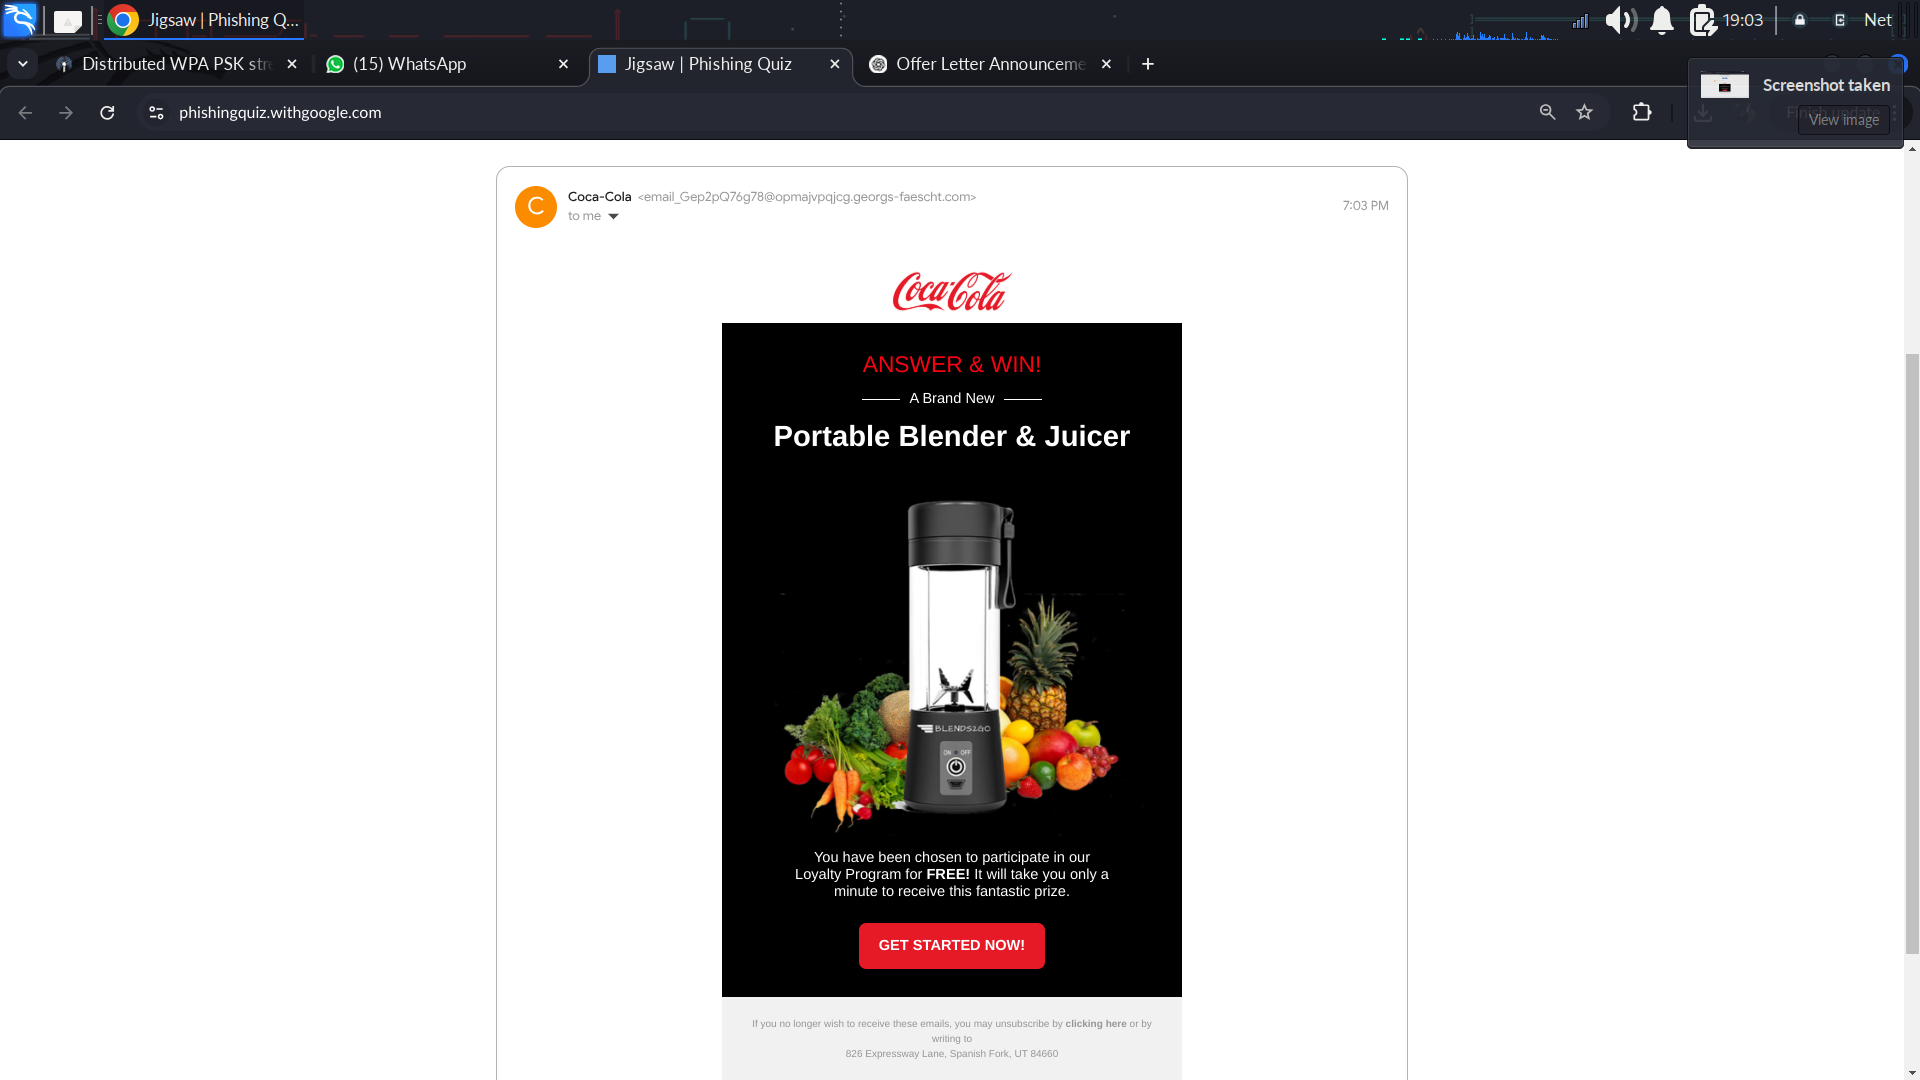 Jigsaw | Phishing Q...
19:03
Net
Distributed WPA PSK stre
(15) WhatsApp
Jigsaw | Phishing Quiz
Offer Letter Announceme
Screenshot taken
View image
phishingquiz.withgoogle.com
Finish update
C
Coca-Cola <email_Gep2pQ76g78@opmajvpqjcg.georgs-faescht.com>
to me
7:03 PM
Coca-Cola
ANSWER & WIN!
A Brand New
Portable Blender & Juicer
BLENDS2GO
ON OFF
You have been chosen to participate in our
Loyalty Program for FREE! It will take you only a
minute to receive this fantastic prize.
GET STARTED NOW!
If you no longer wish to receive these emails, you may unsubscribe by clicking here or by
writing to
826 Expressway Lane, Spanish Fork, UT 84660